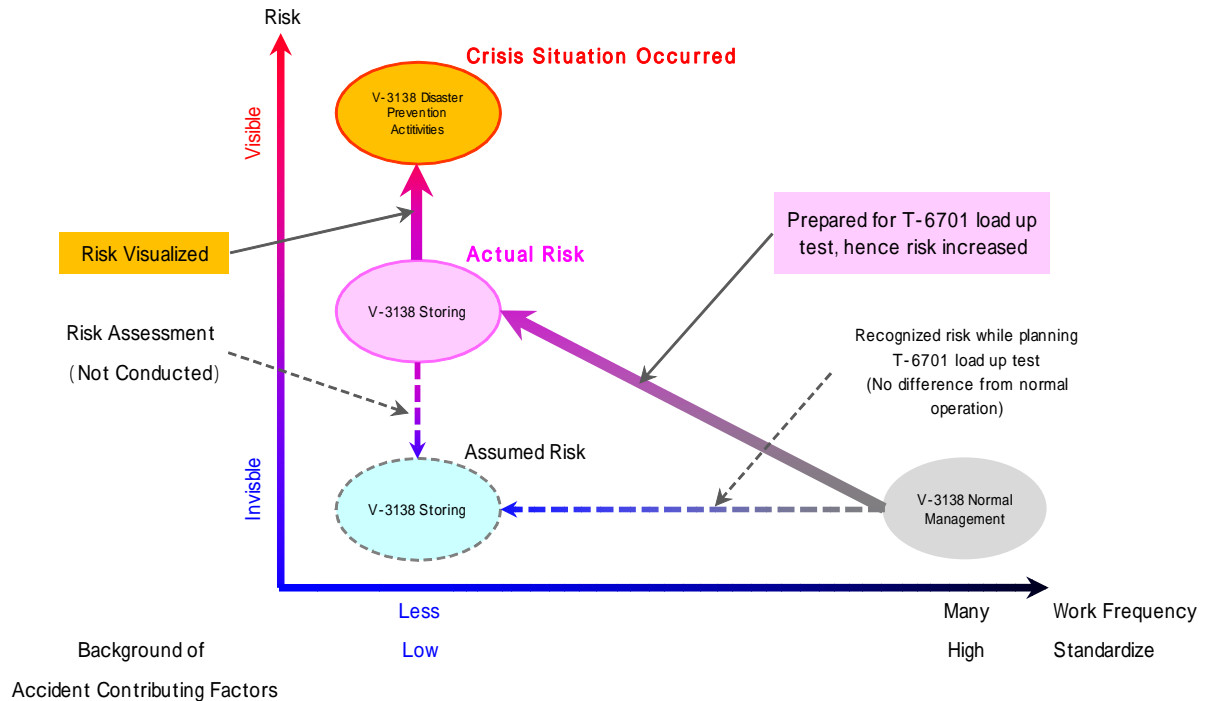 Risk
Crisis Situation Occurred
V-3138 Disaster
Prevention
Actitivities
Visible
Prepared for T-6701 load up
test, hence risk increased
Risk Visualized
Actual Risk
V-3138 Storing
Risk Assessment
(Not Conducted)
Recognized risk while planning
T-6701 load up test
(No difference from normal
operation)
Assumed Risk
Invisble
V-3138 Storing
V-3138 Normal
Management
Less
Many
Work Frequency
Background of
Low
High
Standardize
Accident Contributing Factors